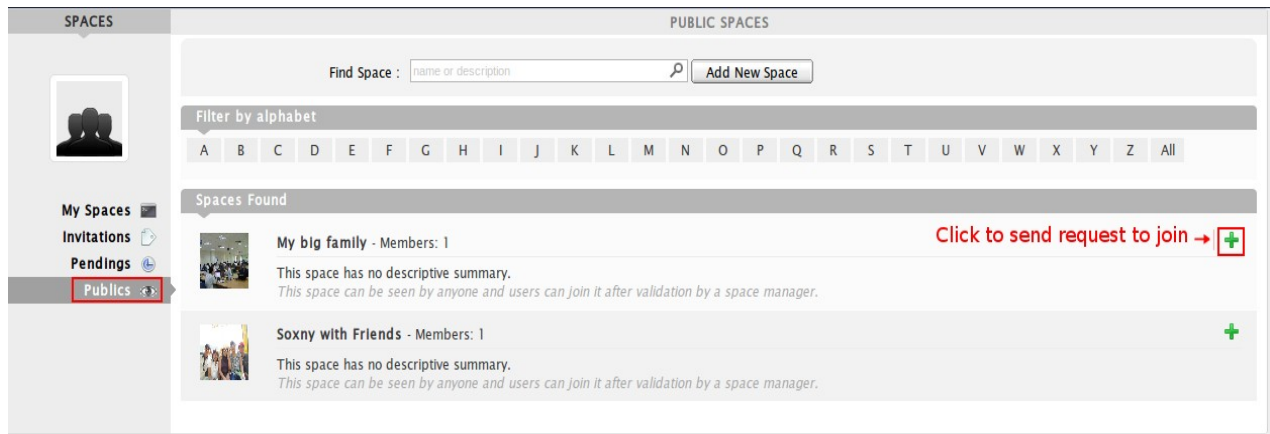 SPACES
PUBLIC SPACES
Find Space : name or description Add New Space
Filter by alphabet
A B C D E F G H I J K L M N O P Q R S T U V W X Y Z All
My Spaces
Invitations
Pendings
Publics
Spaces Found
My big family - Members: 1
Click to send request to join →
This space has no descriptive summary.
This space can be seen by anyone and users can join it after validation by a space manager.
Soxny with Friends - Members: 1
This space has no descriptive summary.
This space can be seen by anyone and users can join it after validation by a space manager.